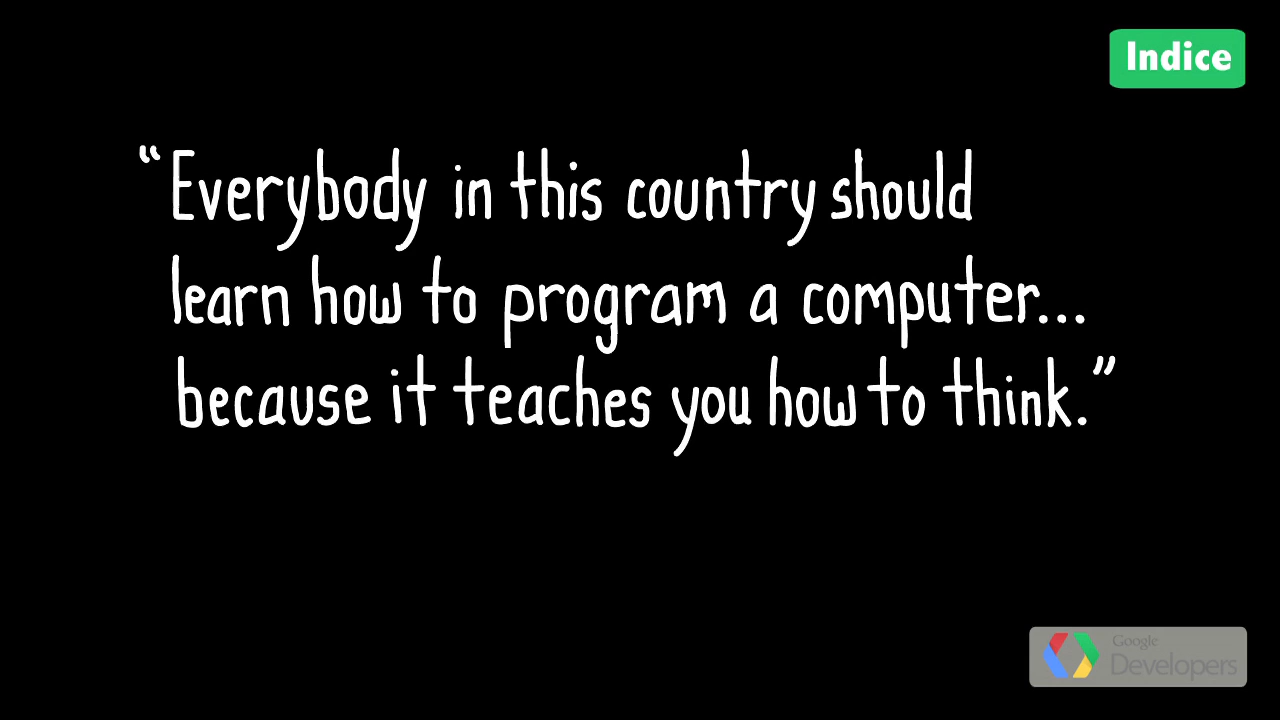 Indice
“Everybody in this country should
learn how to program a computer...
because it teaches you how to think.”
Google
Developers